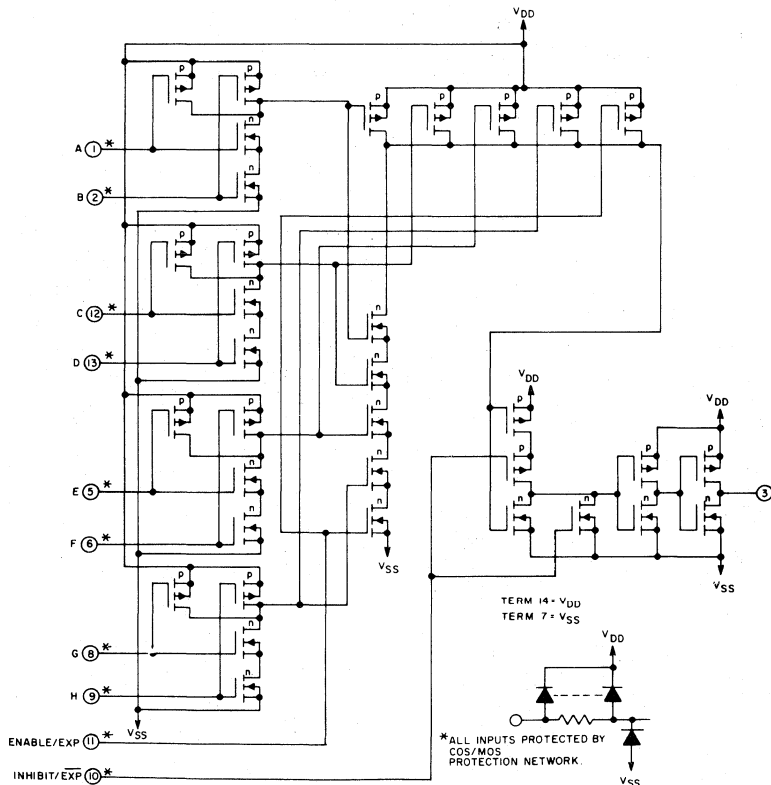 VDD
p p
p p p p p
n
A 1 *
n
B 2 *
p p
n
C 12 *
n
n
D 13 *
n
VDD
p p
n
p
VDD
p
p
p
E 5 *
n
n
n
n
n
3
F 6 *
n
n
VSS
VSS
p p
TERM 14 = VDD
TERM 7 = VSS
n
G 8 *
VDD
n
H 9 *
VSS
ENABLE/EXP 11 *
*ALL INPUTS PROTECTED BY
COS/MOS
PROTECTION NETWORK.
INHIBIT/EXP 10 *
VSS